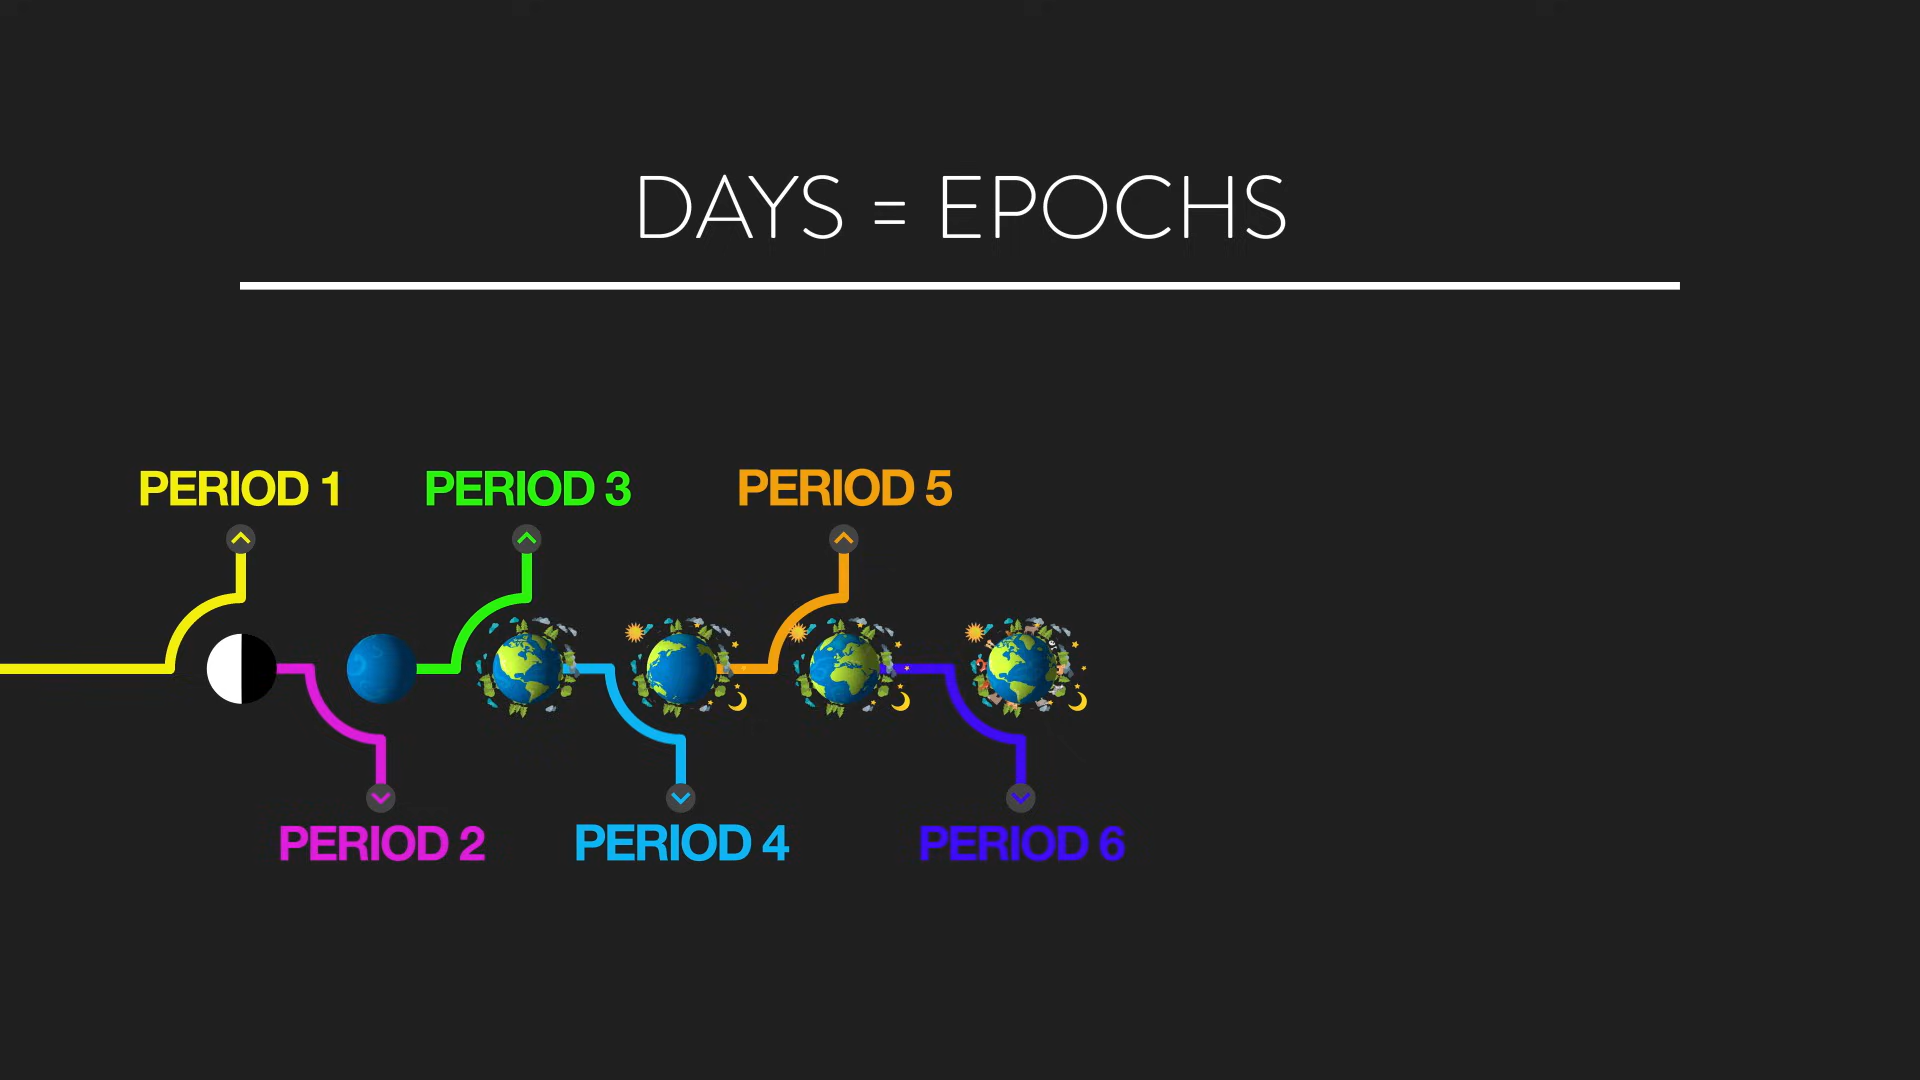 DAYS = EPOCHS
PERIOD 1
PERIOD 3
PERIOD 5
PERIOD 2
PERIOD 4
PERIOD 6